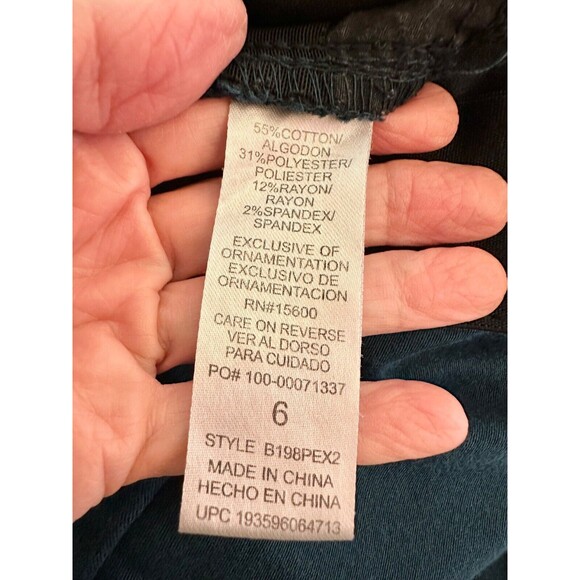 55%COTTON/
ALGODON
31%POLYESTER/
POLIESTER
12%RAYON/
RAYON
2%SPANDEX/
SPANDEX
EXCLUSIVE OF
ORNAMENTATION
EXCLUSIVO DE
ORNAMENTACION
RN#15600
CARE ON REVERSE
VER AL DORSO
PARA CUIDADO
PO# 100-00071337
6
STYLE B198PEX2
MADE IN CHINA
HECHO EN CHINA
UPC 193596064713